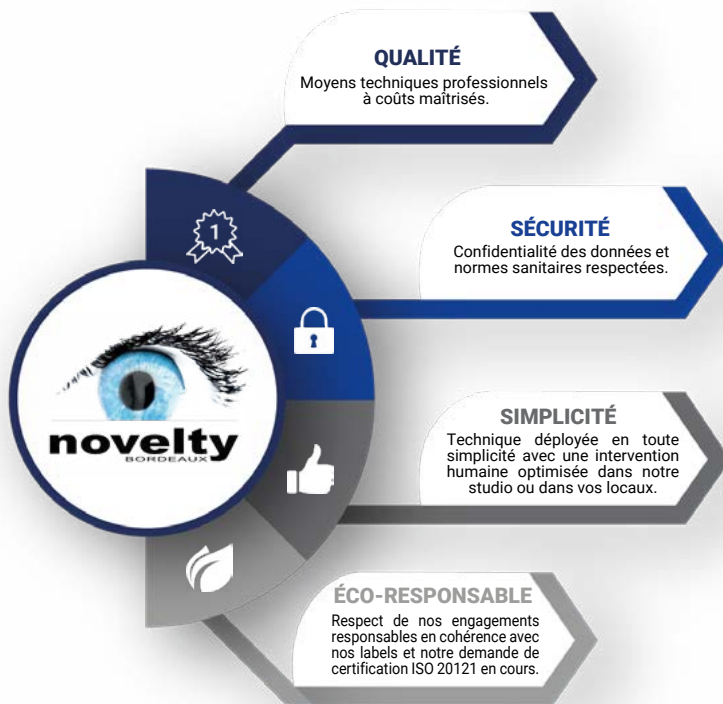 QUALITÉ
Moyens techniques professionnels
à coûts maîtrisés.
1
SÉCURITÉ
Confidentialité des données et
normes sanitaires respectées.
novelty
BORDEAUX
SIMPLICITÉ
Technique déployée en toute
simplicité avec une intervention
humaine optimisée dans notre
studio ou dans vos locaux.
ÉCO-RESPONSABLE
Respect de nos engagements
responsables en cohérence avec
nos labels et notre demande de
certification ISO 20121 en cours.